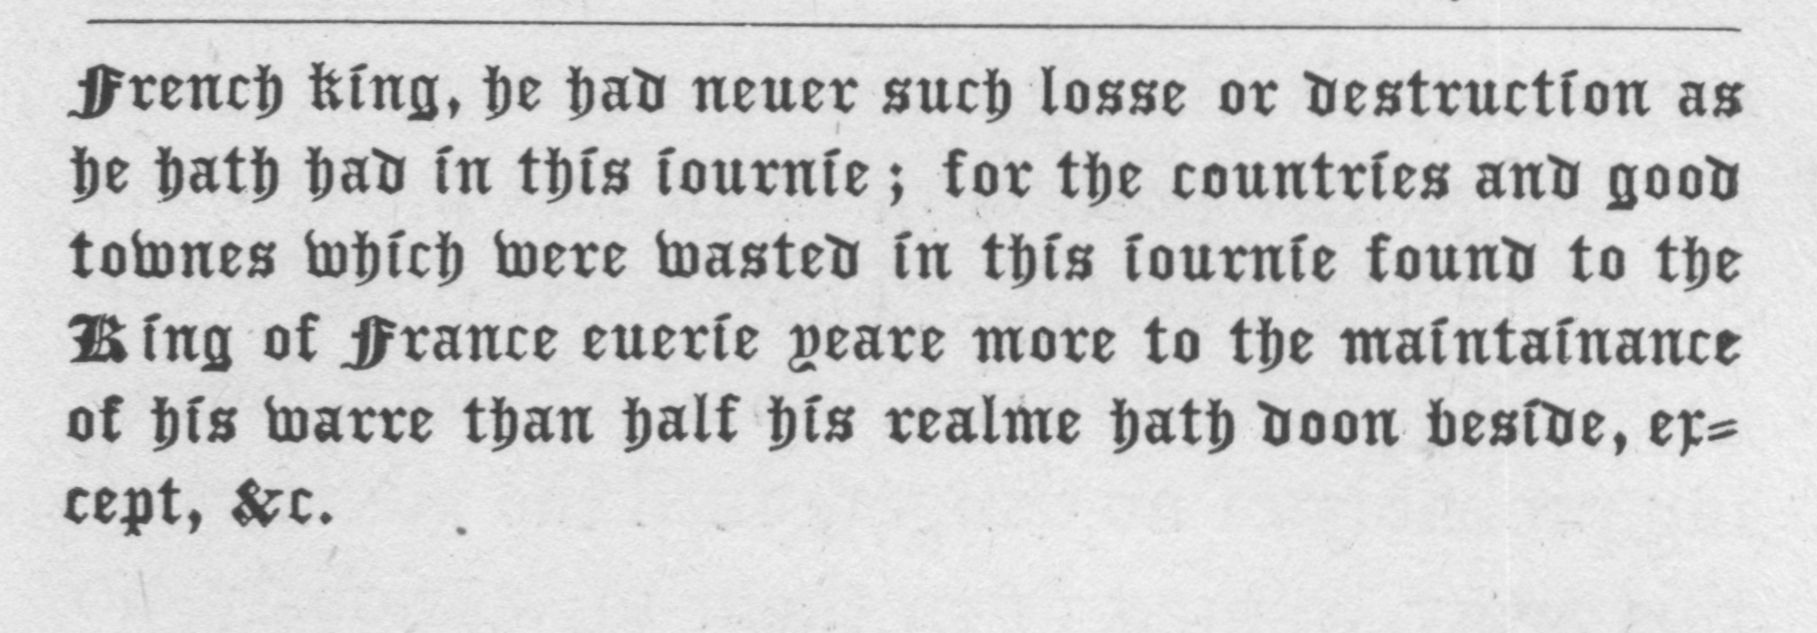 French king, he had neuer such losse or destruction as
he hath had in this iournie; for the countries and good
townes which were wasted in this iournie found to the
King of France euerie yeare more to the maintainance
of his warre than half his realme hath doon beside, ex=
cept, &c.